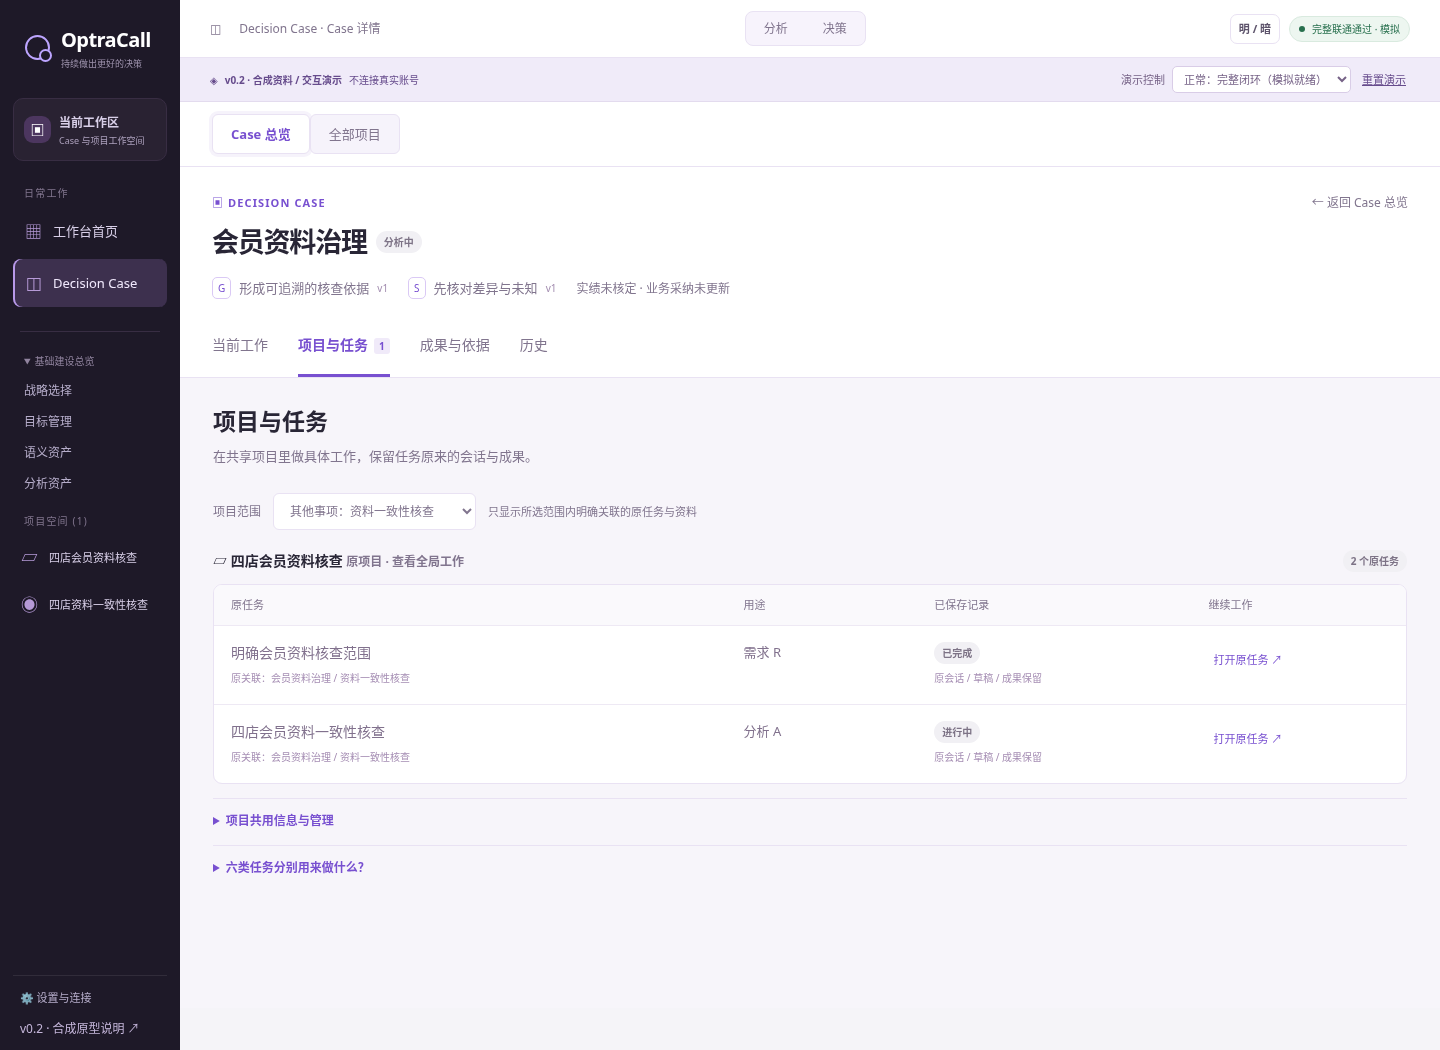 OptraCall
持续做出更好的决策
当前工作区
Case 与项目工作空间
日常工作
工作台首页
Decision Case
▼ 基础建设总览
战略选择
目标管理
语义资产
分析资产
项目空间 (1)
四店会员资料核查
四店资料一致性核查
设置与连接
v0.2 · 合成原型说明 ↗
Decision Case · Case 详情
分析
决策
明 / 暗
完整联通通过 · 模拟
v0.2 · 合成资料 / 交互演示 不连接真实账号
演示控制
正常：完整闭环（模拟就绪）
重置演示
Case 总览
全部项目
DECISION CASE
← 返回 Case 总览
会员资料治理 分析中
G 形成可追溯的核查依据 v1 S 先核对差异与未知 v1 实绩未核定 · 业务采纳未更新
当前工作
项目与任务 1
成果与依据
历史
项目与任务
在共享项目里做具体工作，保留任务原来的会话与成果。
项目范围 其他事项：资料一致性核查 只显示所选范围内明确关联的原任务与资料
四店会员资料核查 原项目 · 查看全局工作
2 个原任务
原任务 用途 已保存记录 继续工作
明确会员资料核查范围 需求 R 已完成 打开原任务 ↗
原关联：会员资料治理 / 资料一致性核查 原会话 / 草稿 / 成果保留
四店会员资料一致性核查 分析 A 进行中 打开原任务 ↗
原关联：会员资料治理 / 资料一致性核查 原会话 / 草稿 / 成果保留
▶ 项目共用信息与管理
▶ 六类任务分别用来做什么?